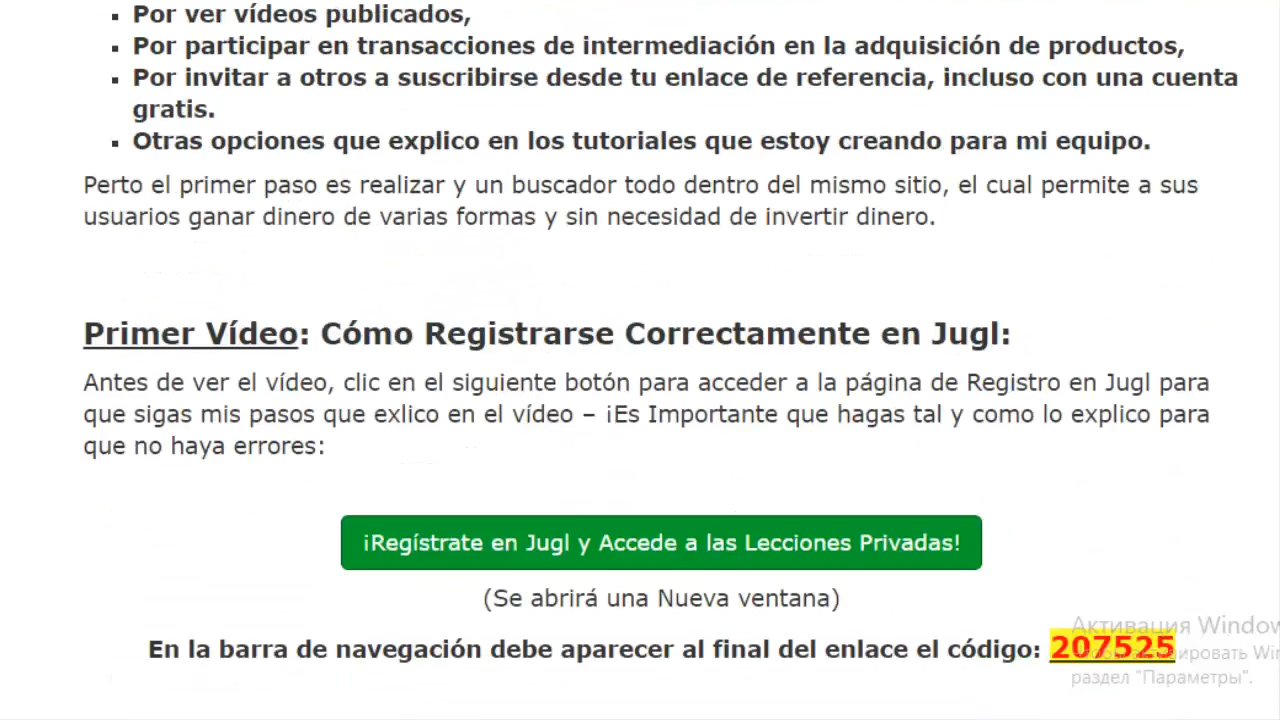 ▪ Por ver vídeos publicados,
▪ Por participar en transacciones de intermediación en la adquisición de productos,
▪ Por invitar a otros a suscribirse desde tu enlace de referencia, incluso con una cuenta
gratis.
▪ Otras opciones que explico en los tutoriales que estoy creando para mi equipo.
Perto el primer paso es realizar y un buscador todo dentro del mismo sitio, el cual permite a sus
usuarios ganar dinero de varias formas y sin necesidad de invertir dinero.
Primer Vídeo: Cómo Registrarse Correctamente en Jugl:
Antes de ver el vídeo, clic en el siguiente botón para acceder a la página de Registro en Jugl para
que sigas mis pasos que exlico en el vídeo – ¡Es Importante que hagas tal y como lo explico para
que no haya errores:
¡Regístrate en Jugl y Accede a las Lecciones Privadas!
(Se abrirá una Nueva ventana)
En la barra de navegación debe aparecer al final del enlace el código: 207525
Активация Window
ировать Wi
раздел "Параметры".